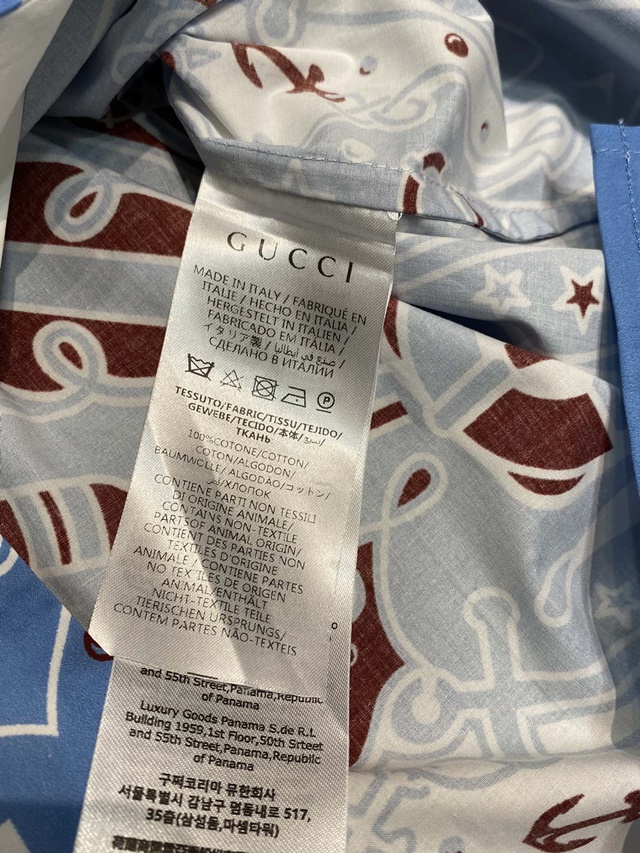 GUCCI
MADE IN ITALY / FABRIQUÉ EN
ITALIE / HECHO EN ITALIA /
HERGESTELLT IN ITALIEN /
FABRICADO EM ITÁLIA /
イタリア製 / صنع في إيطاليا /
СДЕЛАНО В ИТАЛИИ
P
TESSUTO/FABRIC/TISSU/TEJIDO/
GEWEBE/TECIDO/本体/نسيج/
ТКАНЬ
100%COTONE/COTTON/
COTON/ALGODON/
BAUMWOLLE/ALGODÃO/コットン/
قطن/ХЛОПОК
CONTIENE PARTI NON TESSILI
DI ORIGINE ANIMALE/
CONTAINS NON-TEXTILE
PARTSOF ANIMAL ORIGIN/
CONTIENT DES PARTIES NON
TEXTILES D'ORIGINE
ANIMALE / CONTIENE PARTES
NO TEXTILES DE ORIGEN
ANIMAL/ENTHÄLT
NICHT-TEXTILE TEILE
TIERISCHEN URSPRUNGS/
CONTEM PARTES NÃO-TEXTEIS
and 55th Street,Panama,Republic
of Panama
Luxury Goods Panama S.de R.L
Building 1959,1st Floor,50th Srteet
and 55th Street,Panama,Republic
of Panama
구찌코리아 유한회사
서울특별시 강남구 영동대로 517,
35층(삼성동,아셈타워)